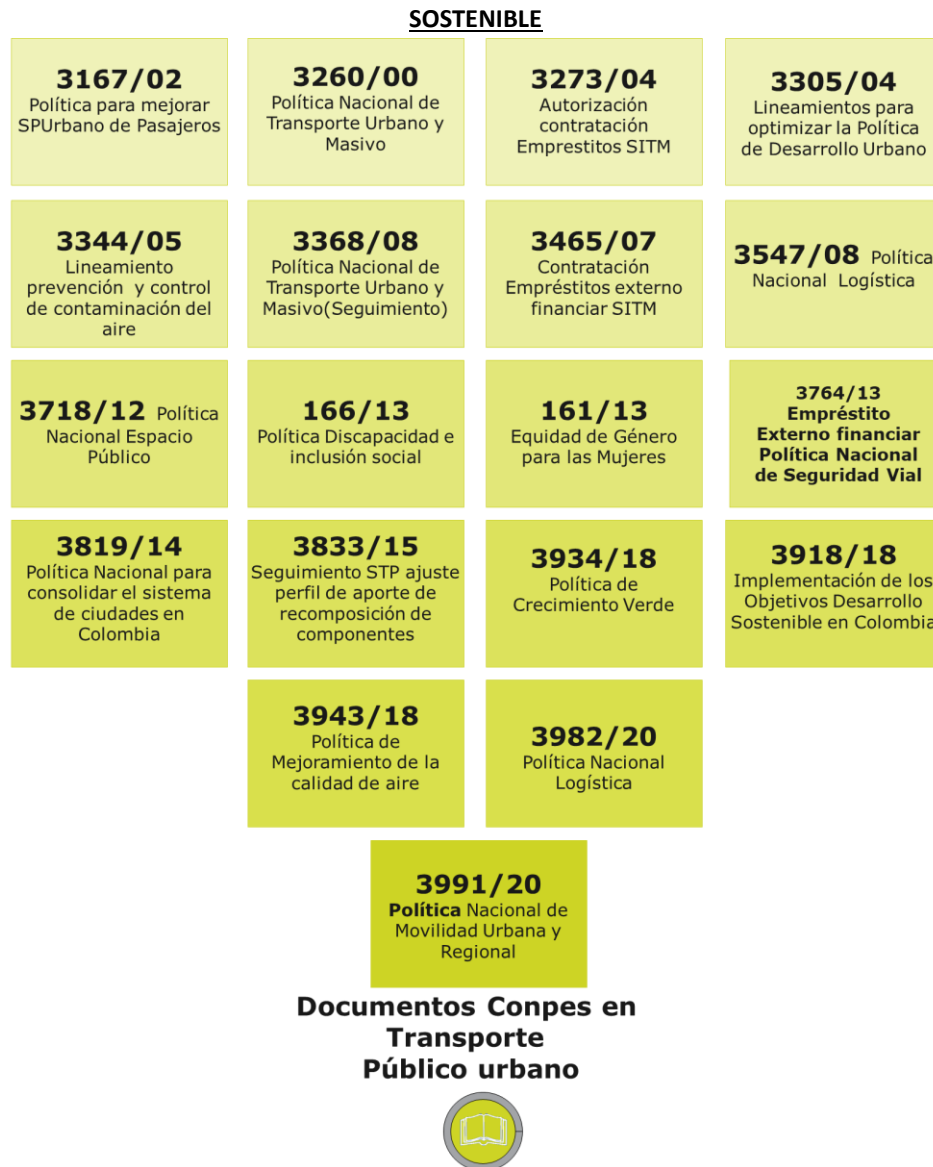 SOSTENIBLE
3167/02
Política para mejorar
SPUrbano de Pasajeros
3260/00
Política Nacional de
Transporte Urbano y
Masivo
3273/04
Autorización
contratación
Emprestitos SITM
3305/04
Lineamientos para
optimizar la Política
de Desarrollo Urbano
3344/05
Lineamiento
prevención y control
de contaminación del
aire
3368/08
Política Nacional de
Transporte Urbano y
Masivo(Seguimiento)
3465/07
Contratación
Empréstitos externo
financiar SITM
3547/08 Política
Nacional Logística
3718/12 Política
Nacional Espacio
Público
166/13
Política Discapacidad e
inclusión social
161/13
Equidad de Género
para las Mujeres
3764/13
Empréstito
Externo financiar
Política Nacional
de Seguridad Vial
3819/14
Política Nacional para
consolidar el sistema
de ciudades en
Colombia
3833/15
Seguimiento STP ajuste
perfil de aporte de
recomposición de
componentes
3934/18
Política de
Crecimiento Verde
3918/18
Implementación de los
Objetivos Desarrollo
Sostenible en Colombia
3943/18
Política de
Mejoramiento de la
calidad de aire
3982/20
Política Nacional
Logística
3991/20
Política Nacional de
Movilidad Urbana y
Regional
Documentos Conpes en
Transporte
Público urbano